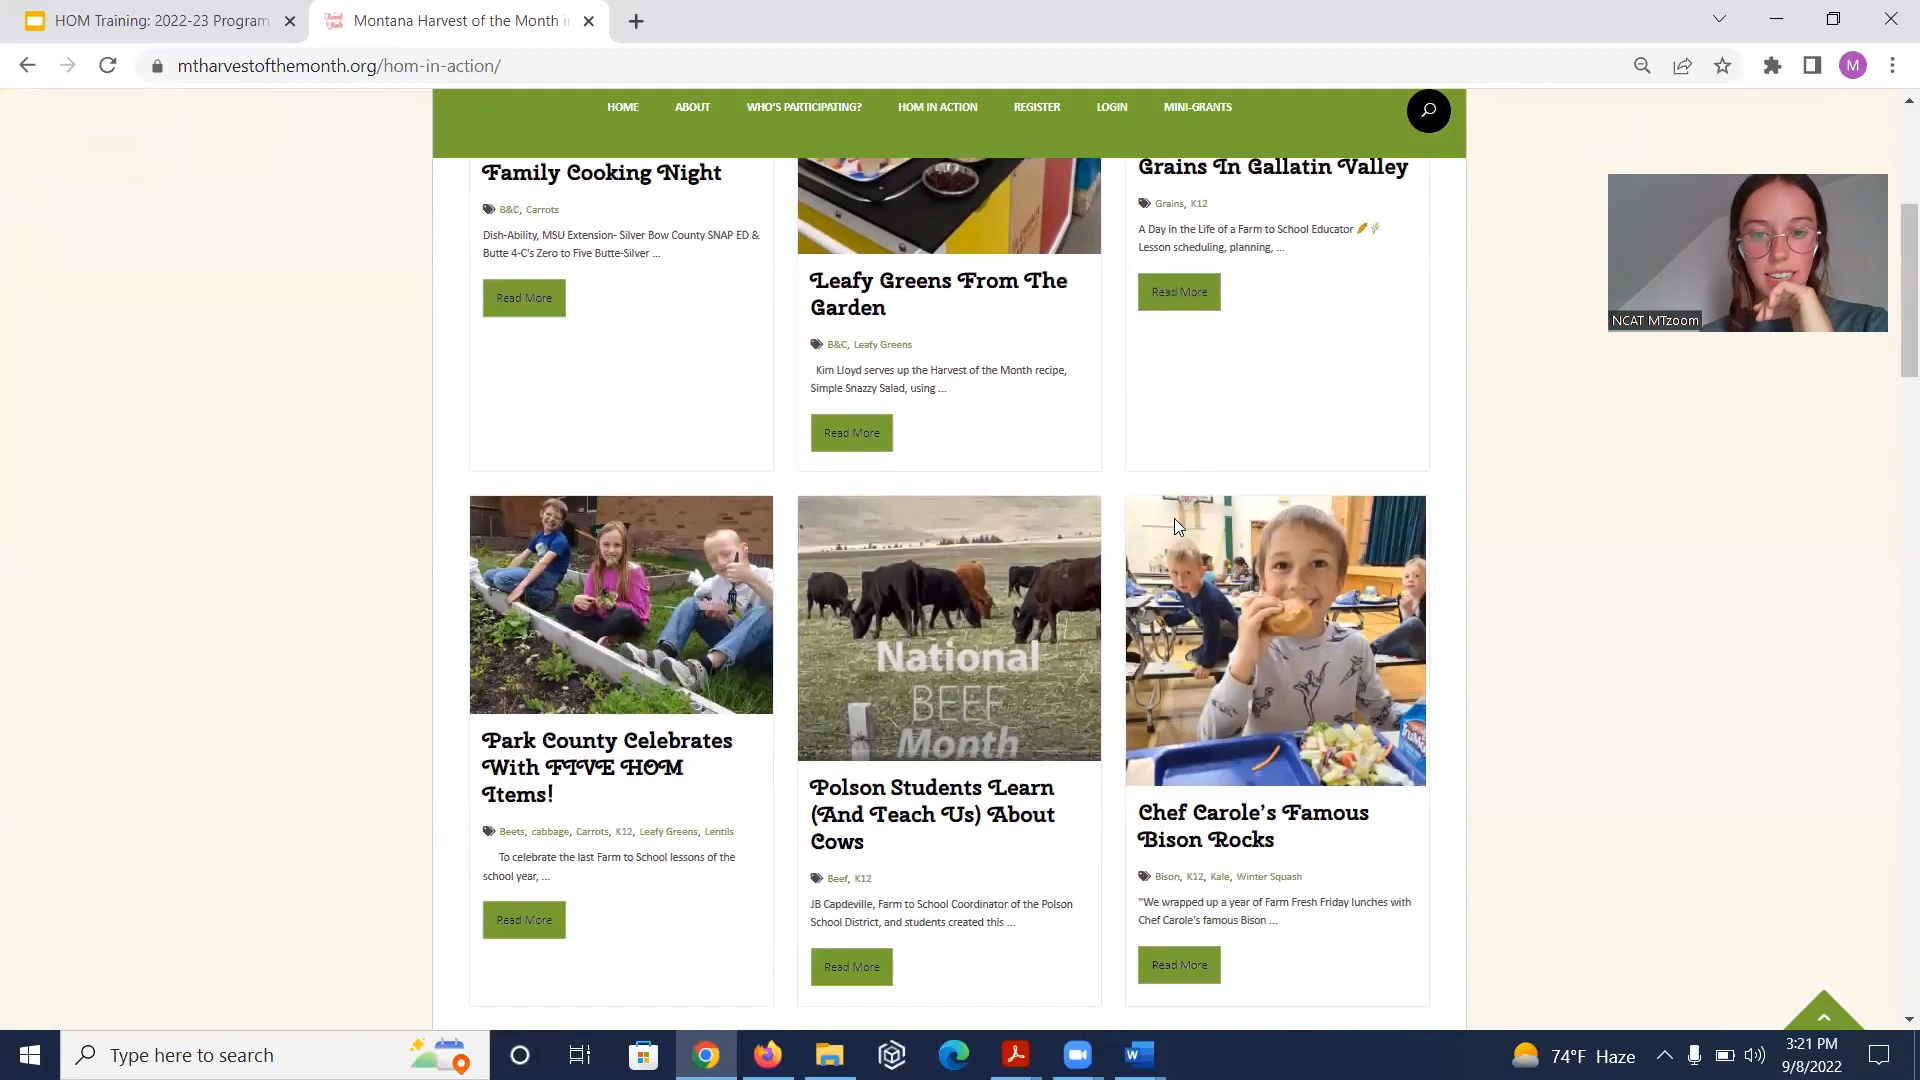 HOM Training: 2022-23 Program
Montana Harvest of the Month i
mtharvestofthemonth.org/hom-in-action/
M
HOME
ABOUT
WHO'S PARTICIPATING?
HOM IN ACTION
REGISTER
LOGIN
MINI-GRANTS
Family Cooking Night
B&C, Carrots
Dish-Ability, MSU Extension- Silver Bow County SNAP ED &
Butte 4-C's Zero to Five Butte-Silver ...
Read More
Leafy Greens From The
Garden
B&C, Leafy Greens
Kim Lloyd serves up the Harvest of the Month recipe,
Simple Snazzy Salad, using ...
Read More
Grains In Gallatin Valley
Grains, K12
A Day in the Life of a Farm to School Educator
Lesson scheduling, planning, ...
Read More
NCAT MTzoom
Park County Celebrates
With FIVE HOM
Items!
Beets, cabbage, Carrots, K12, Leafy Greens, Lentils
To celebrate the last Farm to School lessons of the
school year, ...
Read More
National
BEEF
Month
Polson Students Learn
(And Teach Us) About
Cows
Beef, K12
JB Capdeville, Farm to School Coordinator of the Polson
School District, and students created this ...
Read More
Chef Carole's Famous
Bison Rocks
Bison, K12, Kale, Winter Squash
"We wrapped up a year of Farm Fresh Friday lunches with
Chef Carole's famous Bison ...
Read More
Type here to search
74°F Haze
3:21 PM
9/8/2022